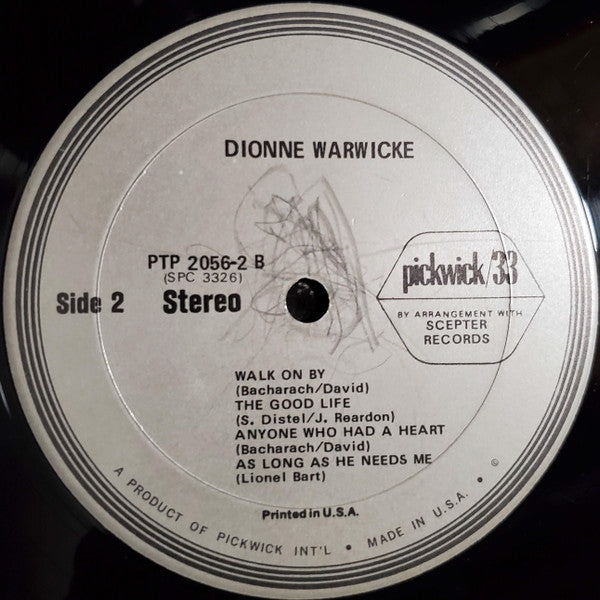 DIONNE WARWICKE
PTP 2056-2 B
(SPC 3326)
Side 2 Stereo
pickwick/33
BY ARRANGEMENT WITH
SCEPTER
RECORDS
WALK ON BY
(Bacharach/David)
THE GOOD LIFE
(S. Distel/J. Reardon)
ANYONE WHO HAD A HEART
(Bacharach/David)
AS LONG AS HE NEEDS ME
(Lionel Bart)
Printed in U.S.A.
A PRODUCT OF PICKWICK INT'L • MADE IN U.S.A. • ©